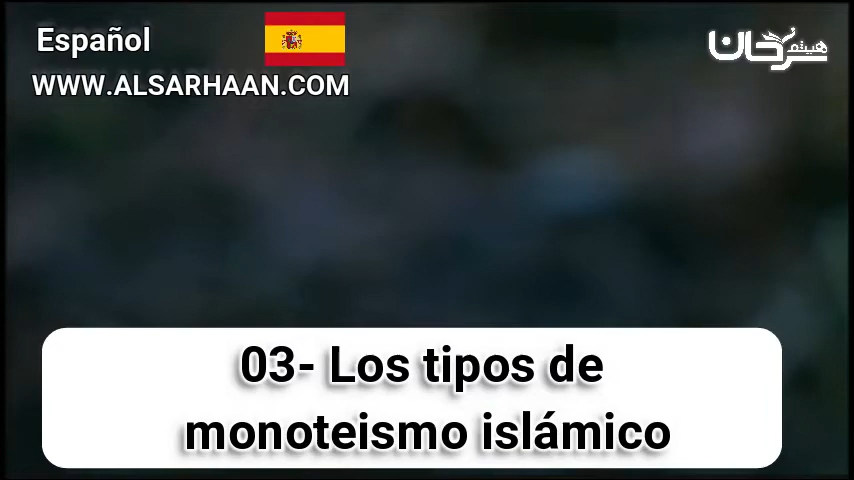 Español
WWW.ALSARHAAN.COM
هيثم سرحان
03- Los tipos de
monoteismo islámico